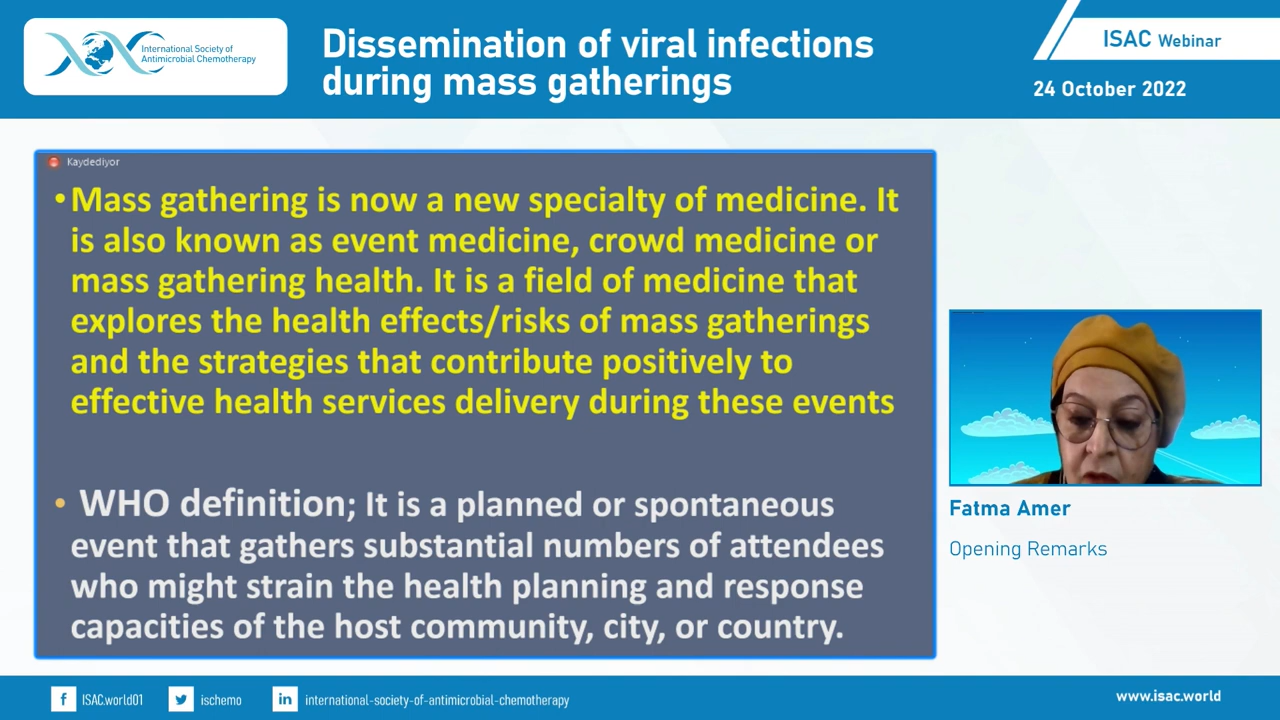 International Society of
Antimicrobial Chemotherapy
Dissemination of viral infections
during mass gatherings
ISAC Webinar
24 October 2022
Kaydediyor
•Mass gathering is now a new specialty of medicine. It
is also known as event medicine, crowd medicine or
mass gathering health. It is a field of medicine that
explores the health effects/risks of mass gatherings
and the strategies that contribute positively to
effective health services delivery during these events
• WHO definition; It is a planned or spontaneous
event that gathers substantial numbers of attendees
who might strain the health planning and response
capacities of the host community, city, or country.
Fatma Amer
Opening Remarks
f ISAC.world01
ischemo
in international-society-of-antimicrobial-chemotherapy
www.isac.world